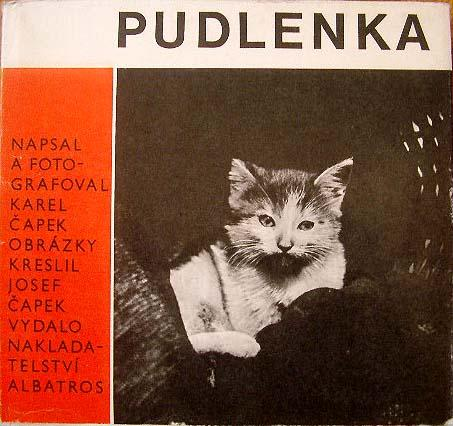 PUDLENKA
NAPSAL
A FOTO-
GRAFOVAL
KAREL
ČAPEK
OBRÁZKY
KRESLIL
JOSEF
ČAPEK
VYDALO
NAKLADA-
TELSTVÍ
ALBATROS